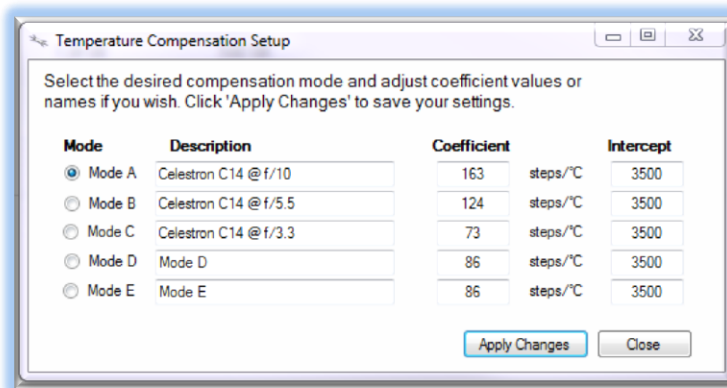 Temperature Compensation Setup
Select the desired compensation mode and adjust coefficient values or
names if you wish. Click 'Apply Changes' to save your settings.
Mode Description Coefficient Intercept
Mode A Celestron C14 @ f/10 163 steps/°C 3500
Mode B Celestron C14 @ f/5.5 124 steps/°C 3500
Mode C Celestron C14 @ f/3.3 73 steps/°C 3500
Mode D Mode D 86 steps/°C 3500
Mode E Mode E 86 steps/°C 3500
Apply Changes Close